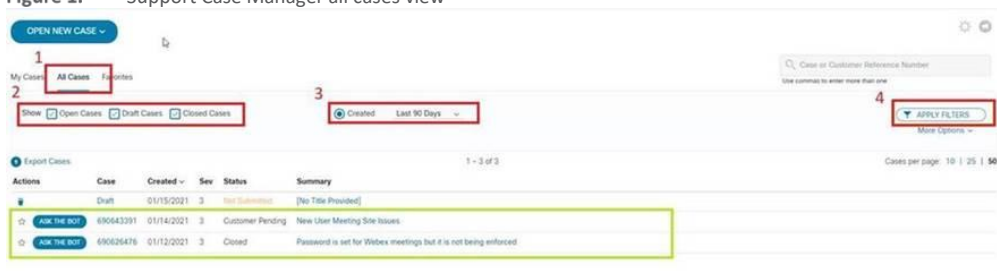 Figure 1. Support Case Manager all cases view
OPEN NEW CASE
1
My Cases All Cases Favorites
Case or Customer Reference Number
Use commas to enter more than one
2
Show Open Cases Draft Cases Closed Cases
3
Created Last 90 Days
4
APPLY FILTERS
More Options
Export Cases
1 - 3 of 3
Cases per page: 10 | 25 | 50
Actions Case Created Sev Status Summary
Draft 01/15/2021 3 Not Submitted [No Title Provided]
ASK THE BOT 690643391 01/14/2021 3 Customer Pending New User Meeting Site Issues
ASK THE BOT 690626476 01/12/2021 3 Closed Password is set for Webex meetings but it is not being enforced